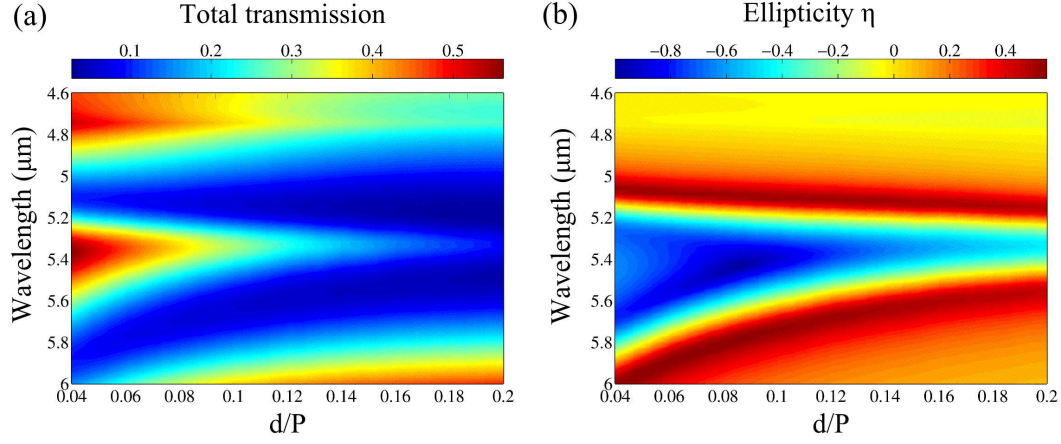 (a) Total transmission
0.1 0.2 0.3 0.4 0.5
Wavelength (μm)
4.6
4.8
5
5.2
5.4
5.6
5.8
6
0.04 0.06 0.08 0.1 0.12 0.14 0.16 0.18 0.2
d/P
(b) Ellipticity η
−0.8 −0.6 −0.4 −0.2 0 0.2 0.4
Wavelength (μm)
4.6
4.8
5
5.2
5.4
5.6
5.8
6
0.04 0.06 0.08 0.1 0.12 0.14 0.16 0.18 0.2
d/P